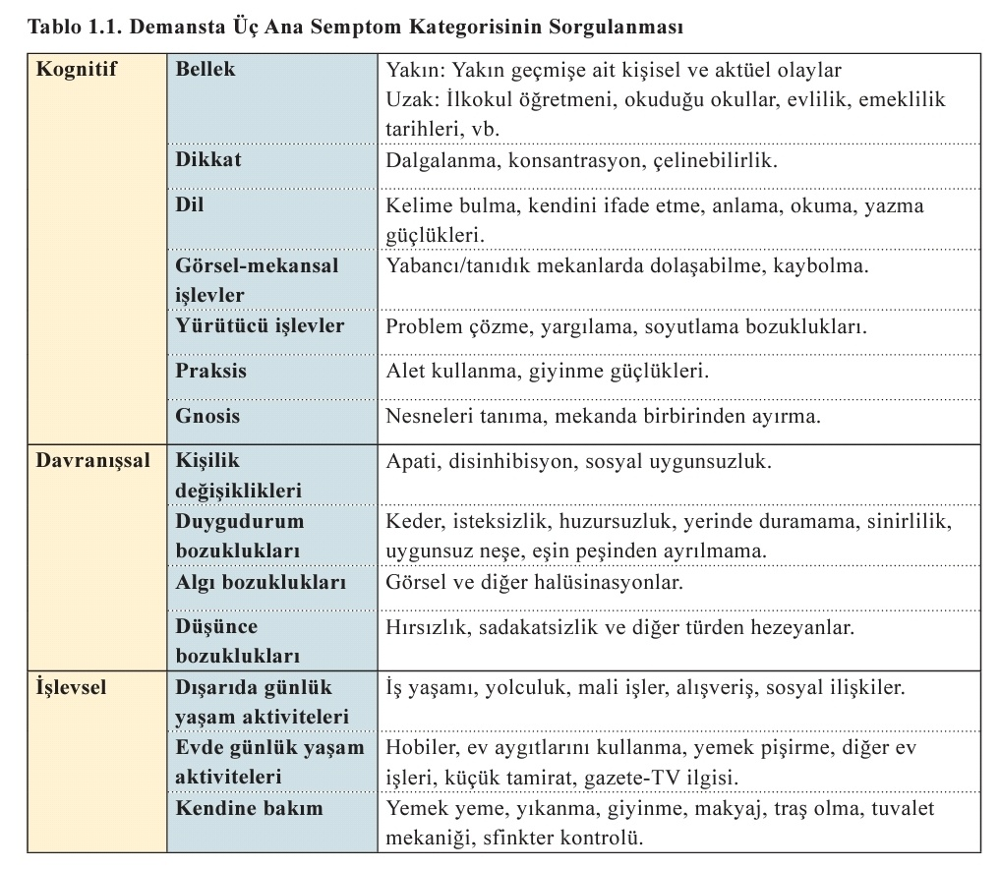 Tablo 1.1. Demansta Üç Ana Semptom Kategorisinin Sorgulanması
Kognitif
Bellek
Yakın: Yakın geçmişe ait kişisel ve aktüel olaylar
Uzak: İlkokul öğretmeni, okuduğu okullar, evlilik, emeklilik
tarihleri, vb.
Dikkat
Dalgalanma, konsantrasyon, çelinebilirlik.
Dil
Kelime bulma, kendini ifade etme, anlama, okuma, yazma
güçlükleri.
Görsel-mekansal
işlevler
Yabancı/tanıdık mekanlarda dolaşabilme, kaybolma.
Yürütücü işlevler
Problem çözme, yargılama, soyutlama bozuklukları.
Praksis
Alet kullanma, giyinme güçlükleri.
Gnosis
Nesneleri tanıma, mekanda birbirinden ayırma.
Davranışsal
Kişilik
değişiklikleri
Apati, disinhibisyon, sosyal uygunsuzluk.
Duygudurum
bozuklukları
Keder, isteksizlik, huzursuzluk, yerinde duramama, sinirlilik,
uygunsuz neşe, eşin peşinden ayrılmama.
Algı bozuklukları
Görsel ve diğer halüsinasyonlar.
Düşünce
bozuklukları
Hırsızlık, sadakatsizlik ve diğer türden hezeyanlar.
İşlevsel
Dışarıda günlük
yaşam aktiviteleri
İş yaşamı, yolculuk, mali işler, alışveriş, sosyal ilişkiler.
Evde günlük yaşam
aktiviteleri
Hobiler, ev aygıtlarını kullanma, yemek pişirme, diğer ev
işleri, küçük tamirat, gazete-TV ilgisi.
Kendine bakım
Yemek yeme, yıkanma, giyinme, makyaj, traş olma, tuvalet
mekaniği, sfinkter kontrolü.